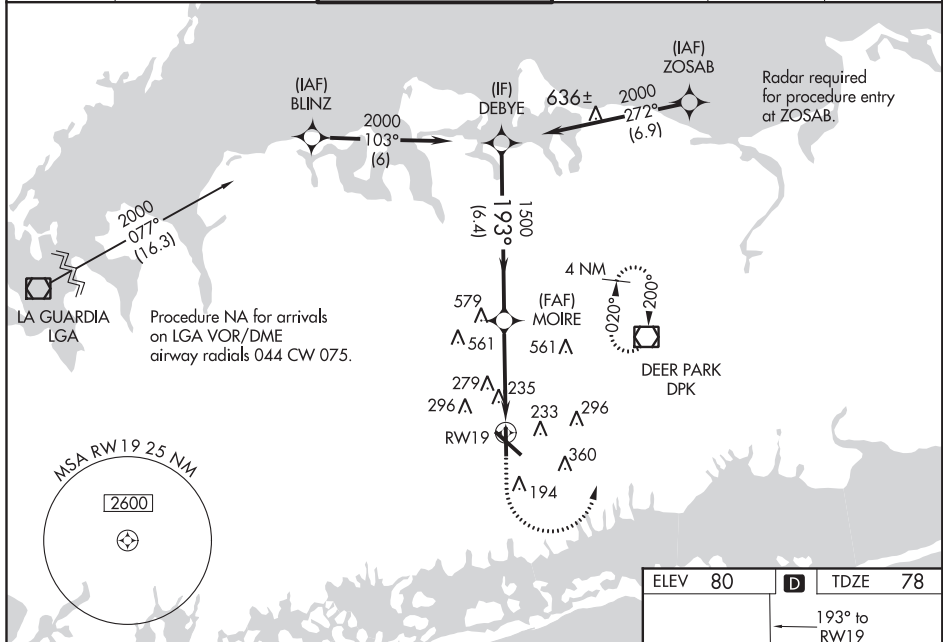 (IAF)
ZOSAB
(IAF)
BLINZ
(IF)
DEBYE
636±
2000
272°
(6.9)
Radar required
for procedure entry
at ZOSAB.
2000
103°
(6)
2000
077°
(16.3)
1500
193°
(6.4)
LA GUARDIA
LGA
Procedure NA for arrivals
on LGA VOR/DME
airway radials 044 CW 075.
579
(FAF)
MOIRE
561
561
4 NM
020°
200°
DEER PARK
DPK
279
235
296
233
296
RW19
360
194
MSA RW19 25 NM
2600
ELEV 80 D TDZE 78
193° to
RW19